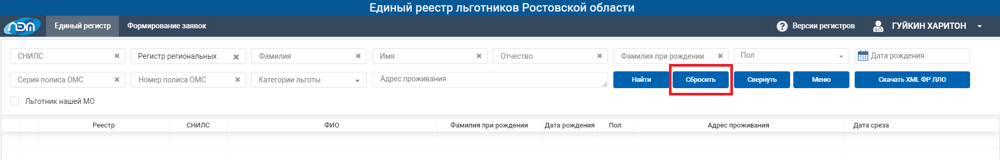 Единый реестр льготников Ростовской области
ЛЭМ Единый регистр Формирование заявок Версии регистров ГУЙКИН ХАРИТОН
СНИЛС Регистр региональных Фамилия Имя Отчество Фамилия при рождении Пол Дата рождения
Серия полиса ОМС Номер полиса ОМС Категории льготы Адрес проживания Найти Сбросить Свернуть Меню Скачать XML ФР ЛЛО
Льготник нашей МО
Реестр СНИЛС ФИО Фамилия при рождении Дата рождения Пол Адрес проживания Дата среза